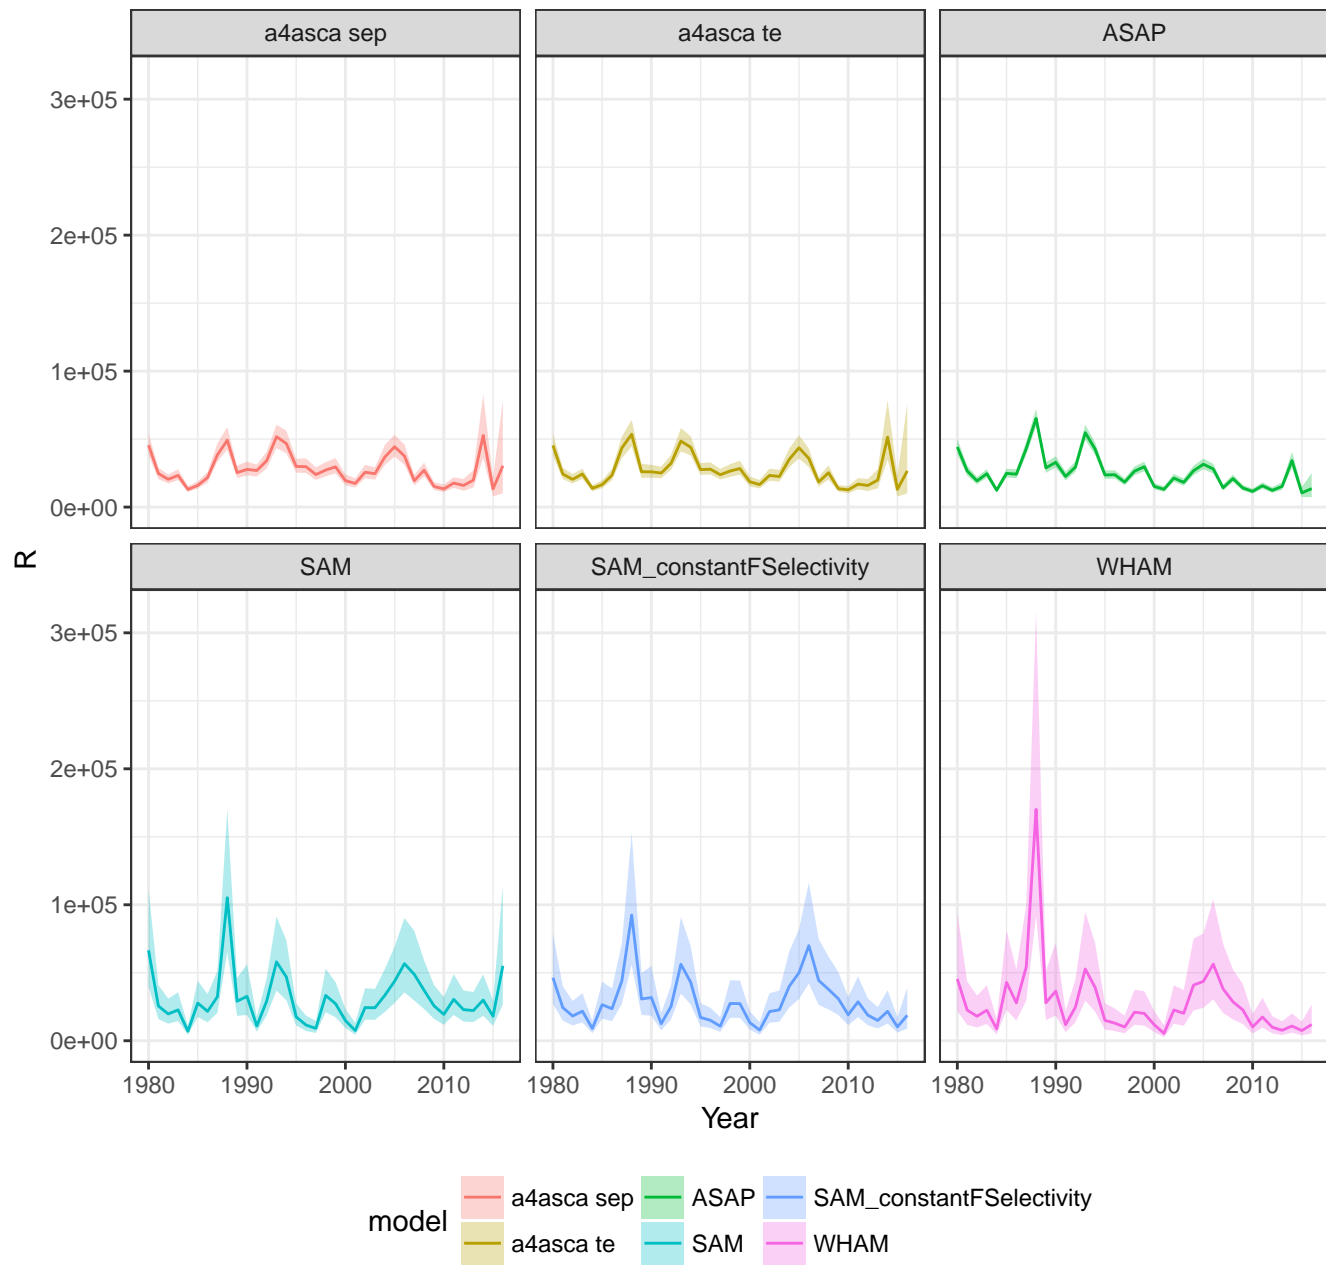 a4asca sep a4asca te ASAP
3e+05
2e+05
1e+05
0e+00
R
SAM SAM_constantFSelectivity WHAM
3e+05
2e+05
1e+05
0e+00
1980 1990 2000 2010 1980 1990 2000 2010 1980 1990 2000 2010
Year
model
a4asca sep ASAP SAM_constantFSelectivity
a4asca te SAM WHAM